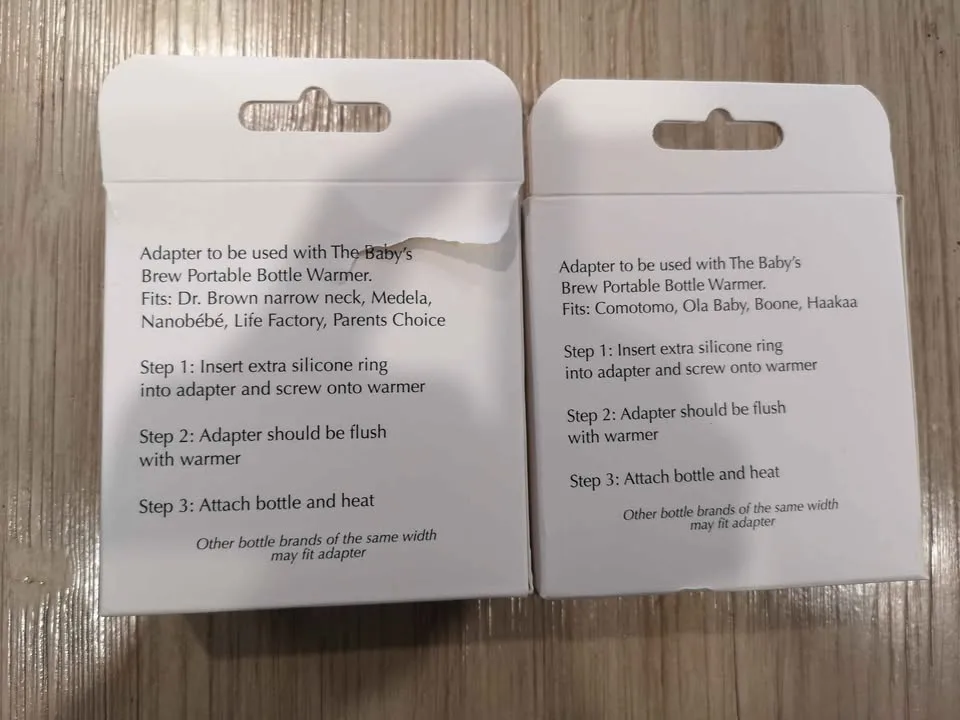 Adapter to be used with The Baby's
Brew Portable Bottle Warmer.
Fits: Dr. Brown narrow neck, Medela,
Nanobébé, Life Factory, Parents Choice
Step 1: Insert extra silicone ring
into adapter and screw onto warmer
Step 2: Adapter should be flush
with warmer
Step 3: Attach bottle and heat
Other bottle brands of the same width
may fit adapter
Adapter to be used with The Baby's
Brew Portable Bottle Warmer.
Fits: Comotomo, Ola Baby, Boone, Haakaa
Step 1: Insert extra silicone ring
into adapter and screw onto warmer
Step 2: Adapter should be flush
with warmer
Step 3: Attach bottle and heat
Other bottle brands of the same width
may fit adapter